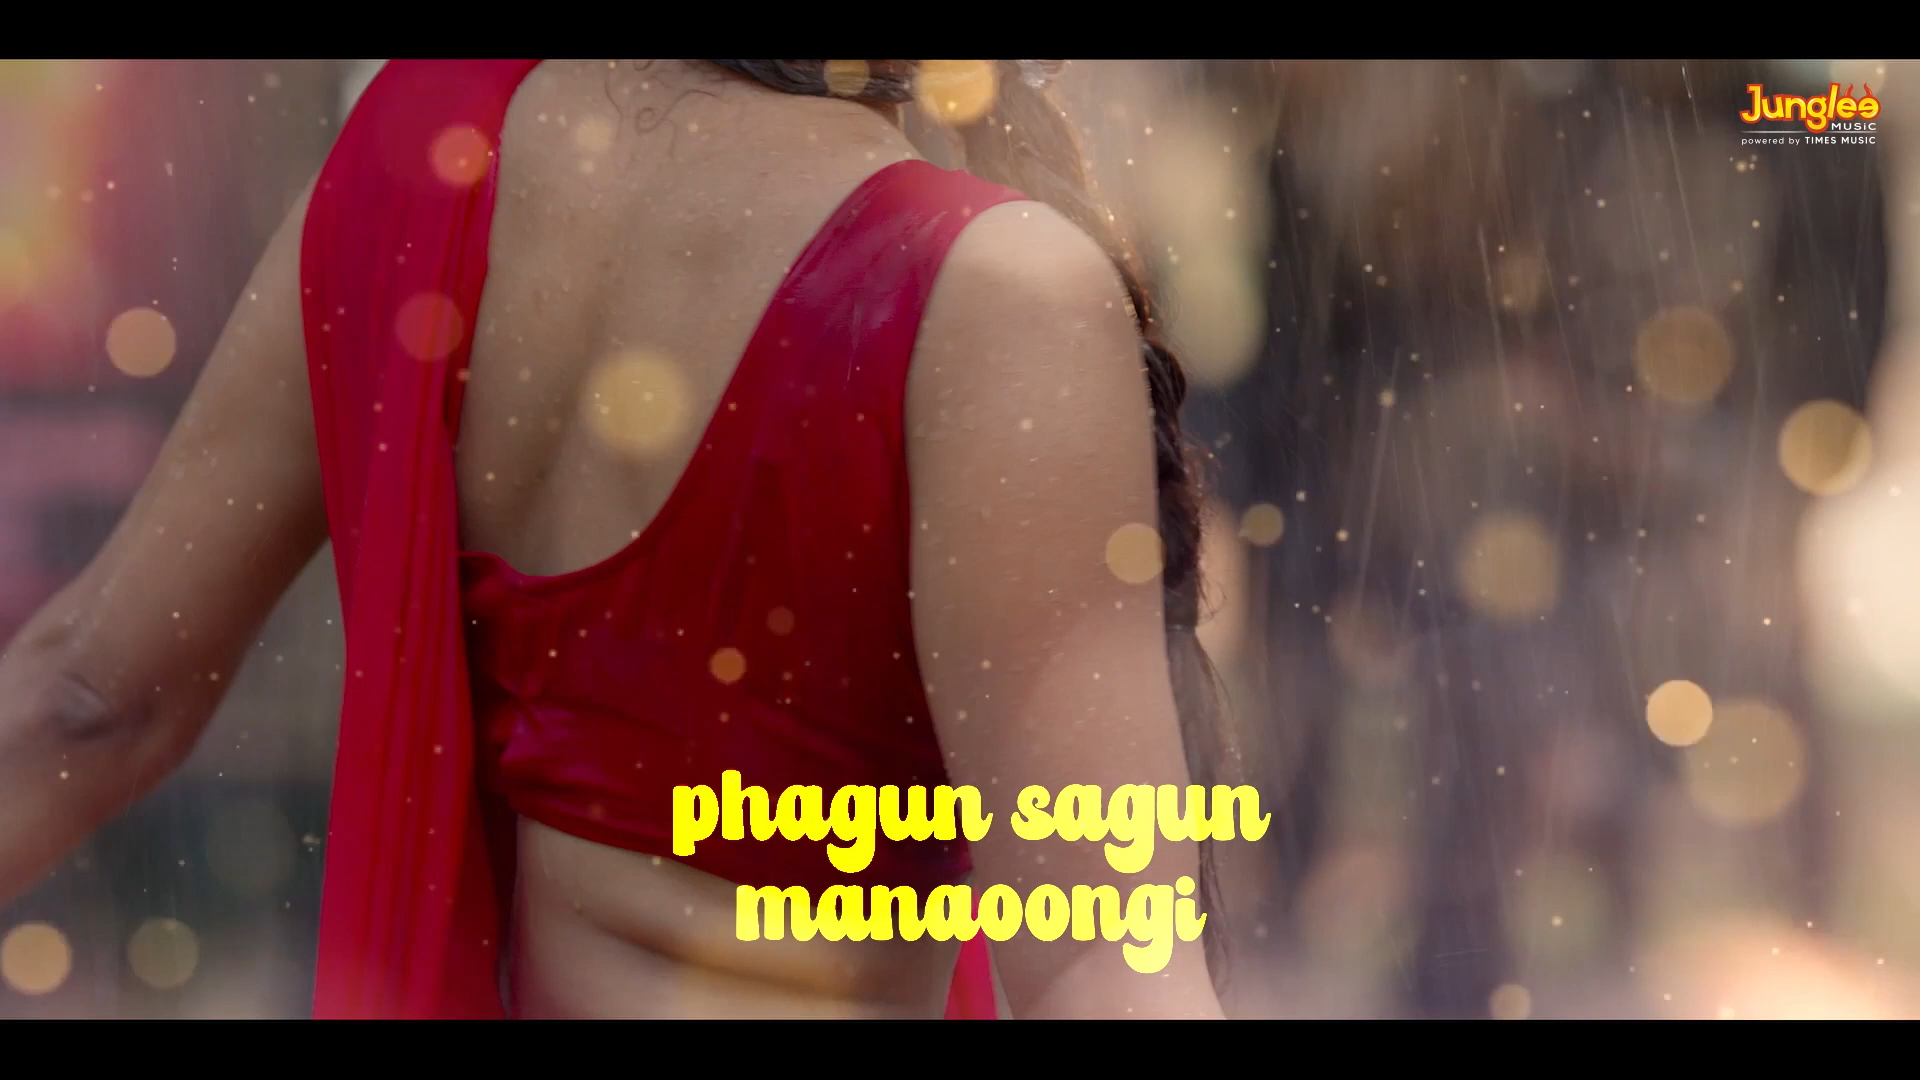 Junglee
MUSIC
powered by TIMES MUSIC
phagun sagun
manaoongi